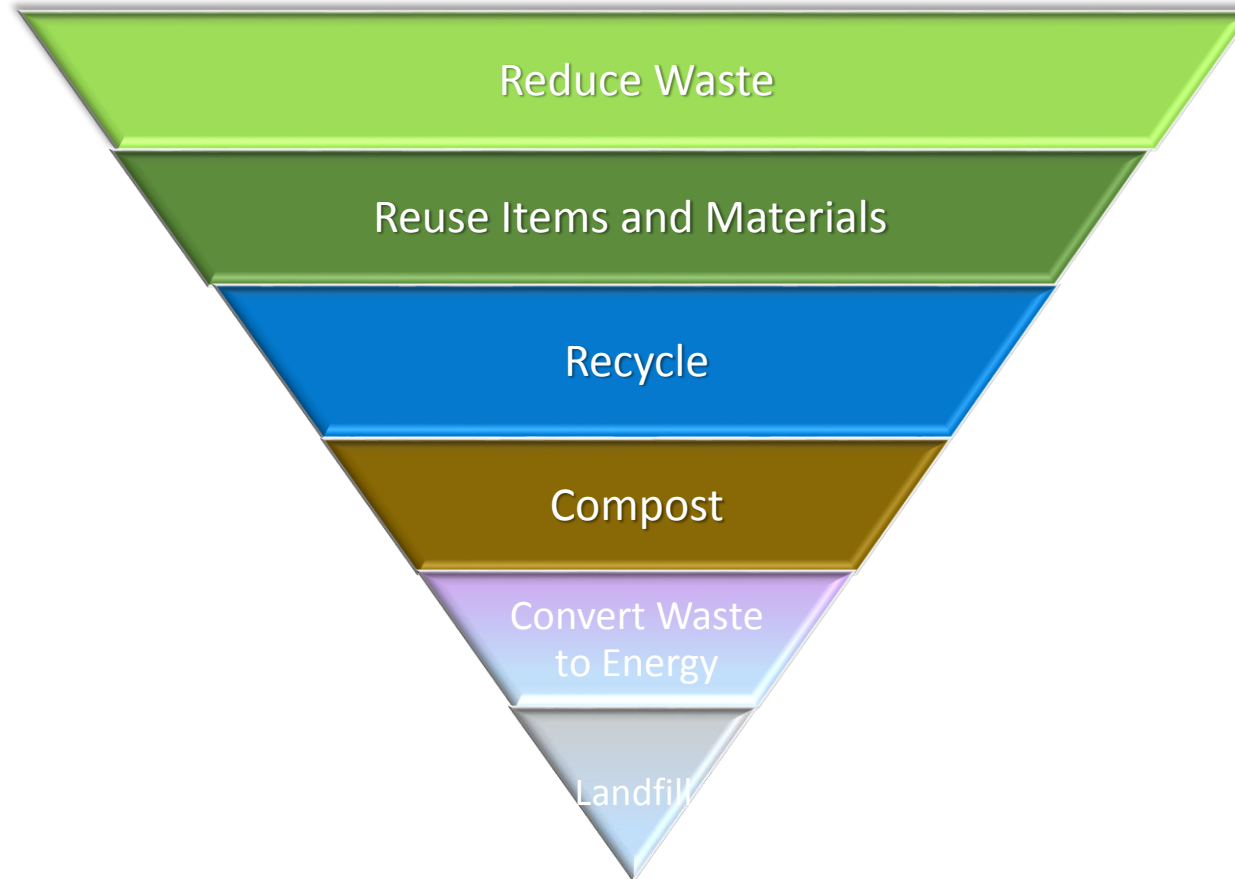 Reduce Waste
Reuse Items and Materials
Recycle
Compost
Convert Waste
to Energy
Landfill